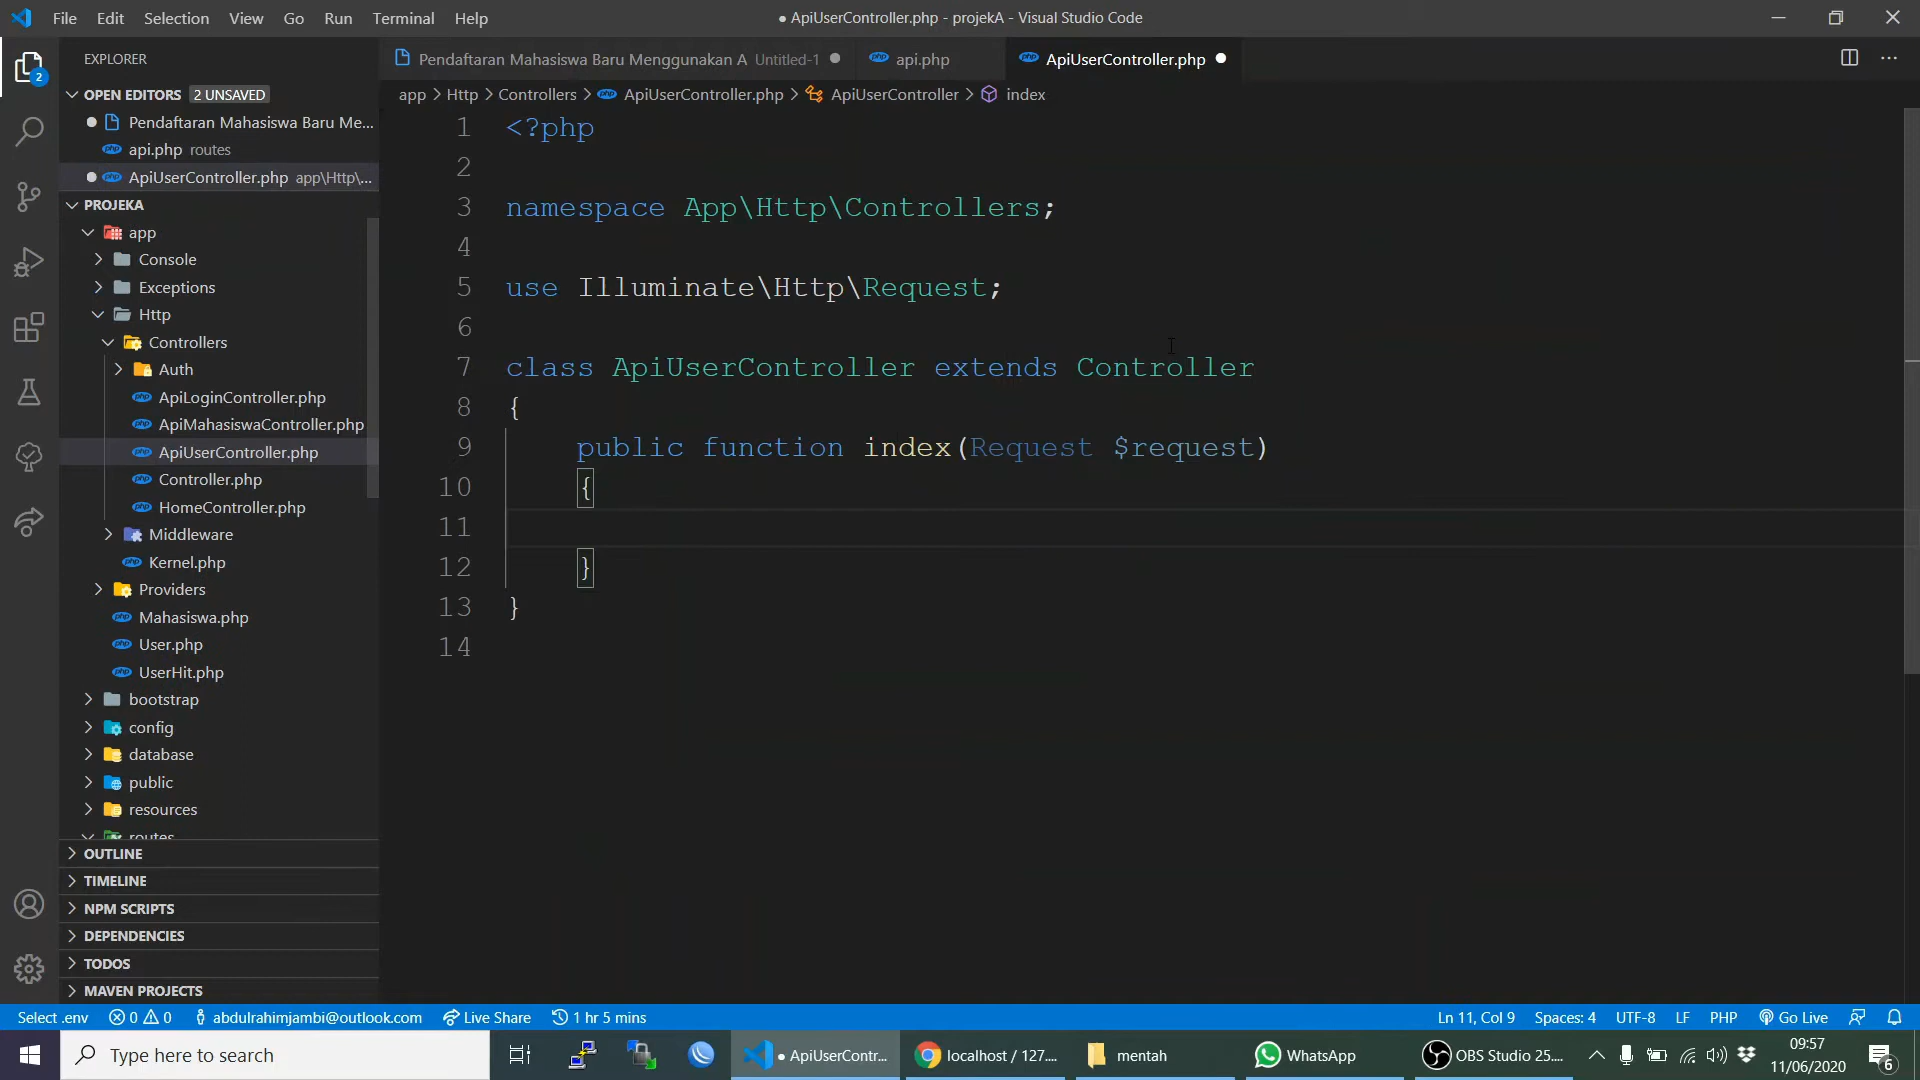 File Edit Selection View Go Run Terminal Help
● ApiUserController.php - projekA - Visual Studio Code
EXPLORER
Pendaftaran Mahasiswa Baru Menggunakan A Untitled-1
api.php
ApiUserController.php
OPEN EDITORS 2 UNSAVED
Pendaftaran Mahasiswa Baru Me...
api.php routes
ApiUserController.php app\Http\...
app > Http > Controllers > ApiUserController.php > ApiUserController > index
PROJEKA
app
Console
Exceptions
Http
Controllers
Auth
ApiLoginController.php
ApiMahasiswaController.php
ApiUserController.php
Controller.php
HomeController.php
Middleware
Kernel.php
Providers
Mahasiswa.php
User.php
UserHit.php
bootstrap
config
database
public
resources
routes
OUTLINE
TIMELINE
NPM SCRIPTS
DEPENDENCIES
TODOS
MAVEN PROJECTS
2
1 <?php
2
3 namespace App\Http\Controllers;
4
5 use Illuminate\Http\Request;
6
7 class ApiUserController extends Controller
8 {
9 public function index(Request $request)
10 {
11
12 }
13 }
14
Select .env 0 0 abdulrahimjambi@outlook.com Live Share 1 hr 5 mins
Ln 11, Col 9 Spaces: 4 UTF-8 LF PHP Go Live
Type here to search
● ApiUserContr...
localhost / 127....
mentah
WhatsApp
OBS Studio 25....
09:57
11/06/2020
6